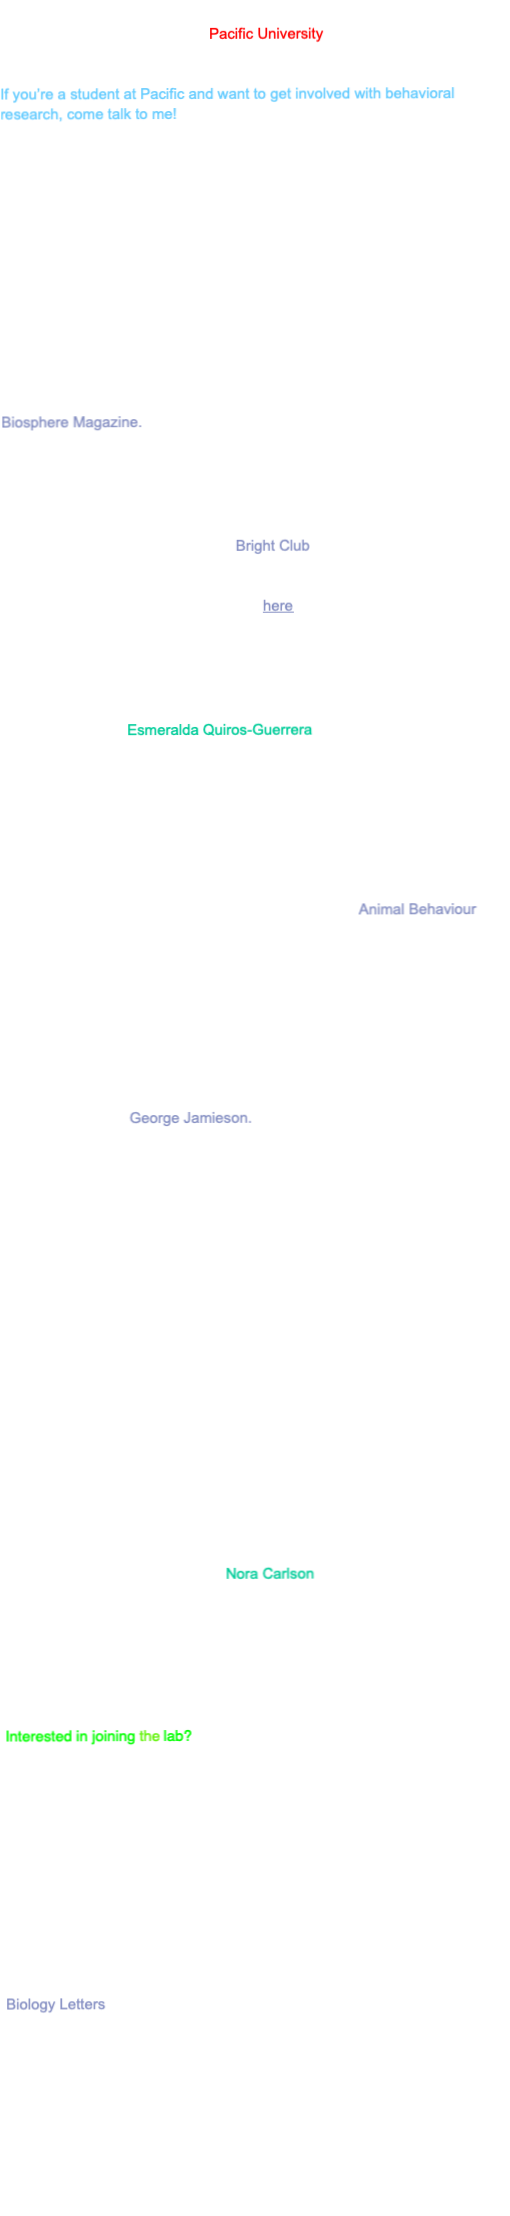 Pacific University
If you're a student at Pacific and want to get involved with behavioral
research, come talk to me!
Biosphere Magazine.
Bright Club
here
Esmeralda Quiros-Guerrera
Animal Behaviour
George Jamieson.
Nora Carlson
Interested in joining the lab?
Biology Letters